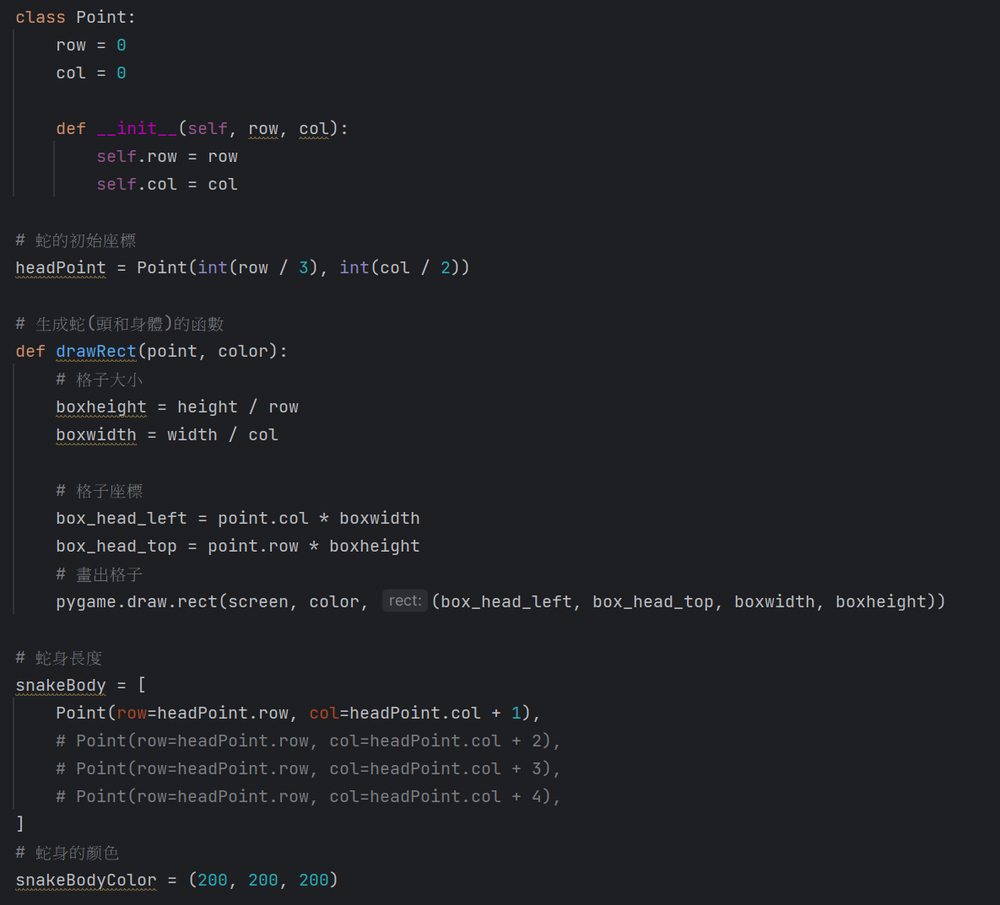 class Point:
    row = 0
    col = 0

    def __init__(self, row, col):
        self.row = row
        self.col = col

# 蛇的初始座標
headPoint = Point(int(row / 3), int(col / 2))

# 生成蛇(頭和身體)的函數
def drawRect(point, color):
    # 格子大小
    boxheight = height / row
    boxwidth = width / col

    # 格子座標
    box_head_left = point.col * boxwidth
    box_head_top = point.row * boxheight
    # 畫出格子
    pygame.draw.rect(screen, color, rect: (box_head_left, box_head_top, boxwidth, boxheight))

# 蛇身長度
snakeBody = [
    Point(row=headPoint.row, col=headPoint.col + 1),
    # Point(row=headPoint.row, col=headPoint.col + 2),
    # Point(row=headPoint.row, col=headPoint.col + 3),
    # Point(row=headPoint.row, col=headPoint.col + 4),
]
# 蛇身的颜色
snakeBodyColor = (200, 200, 200)